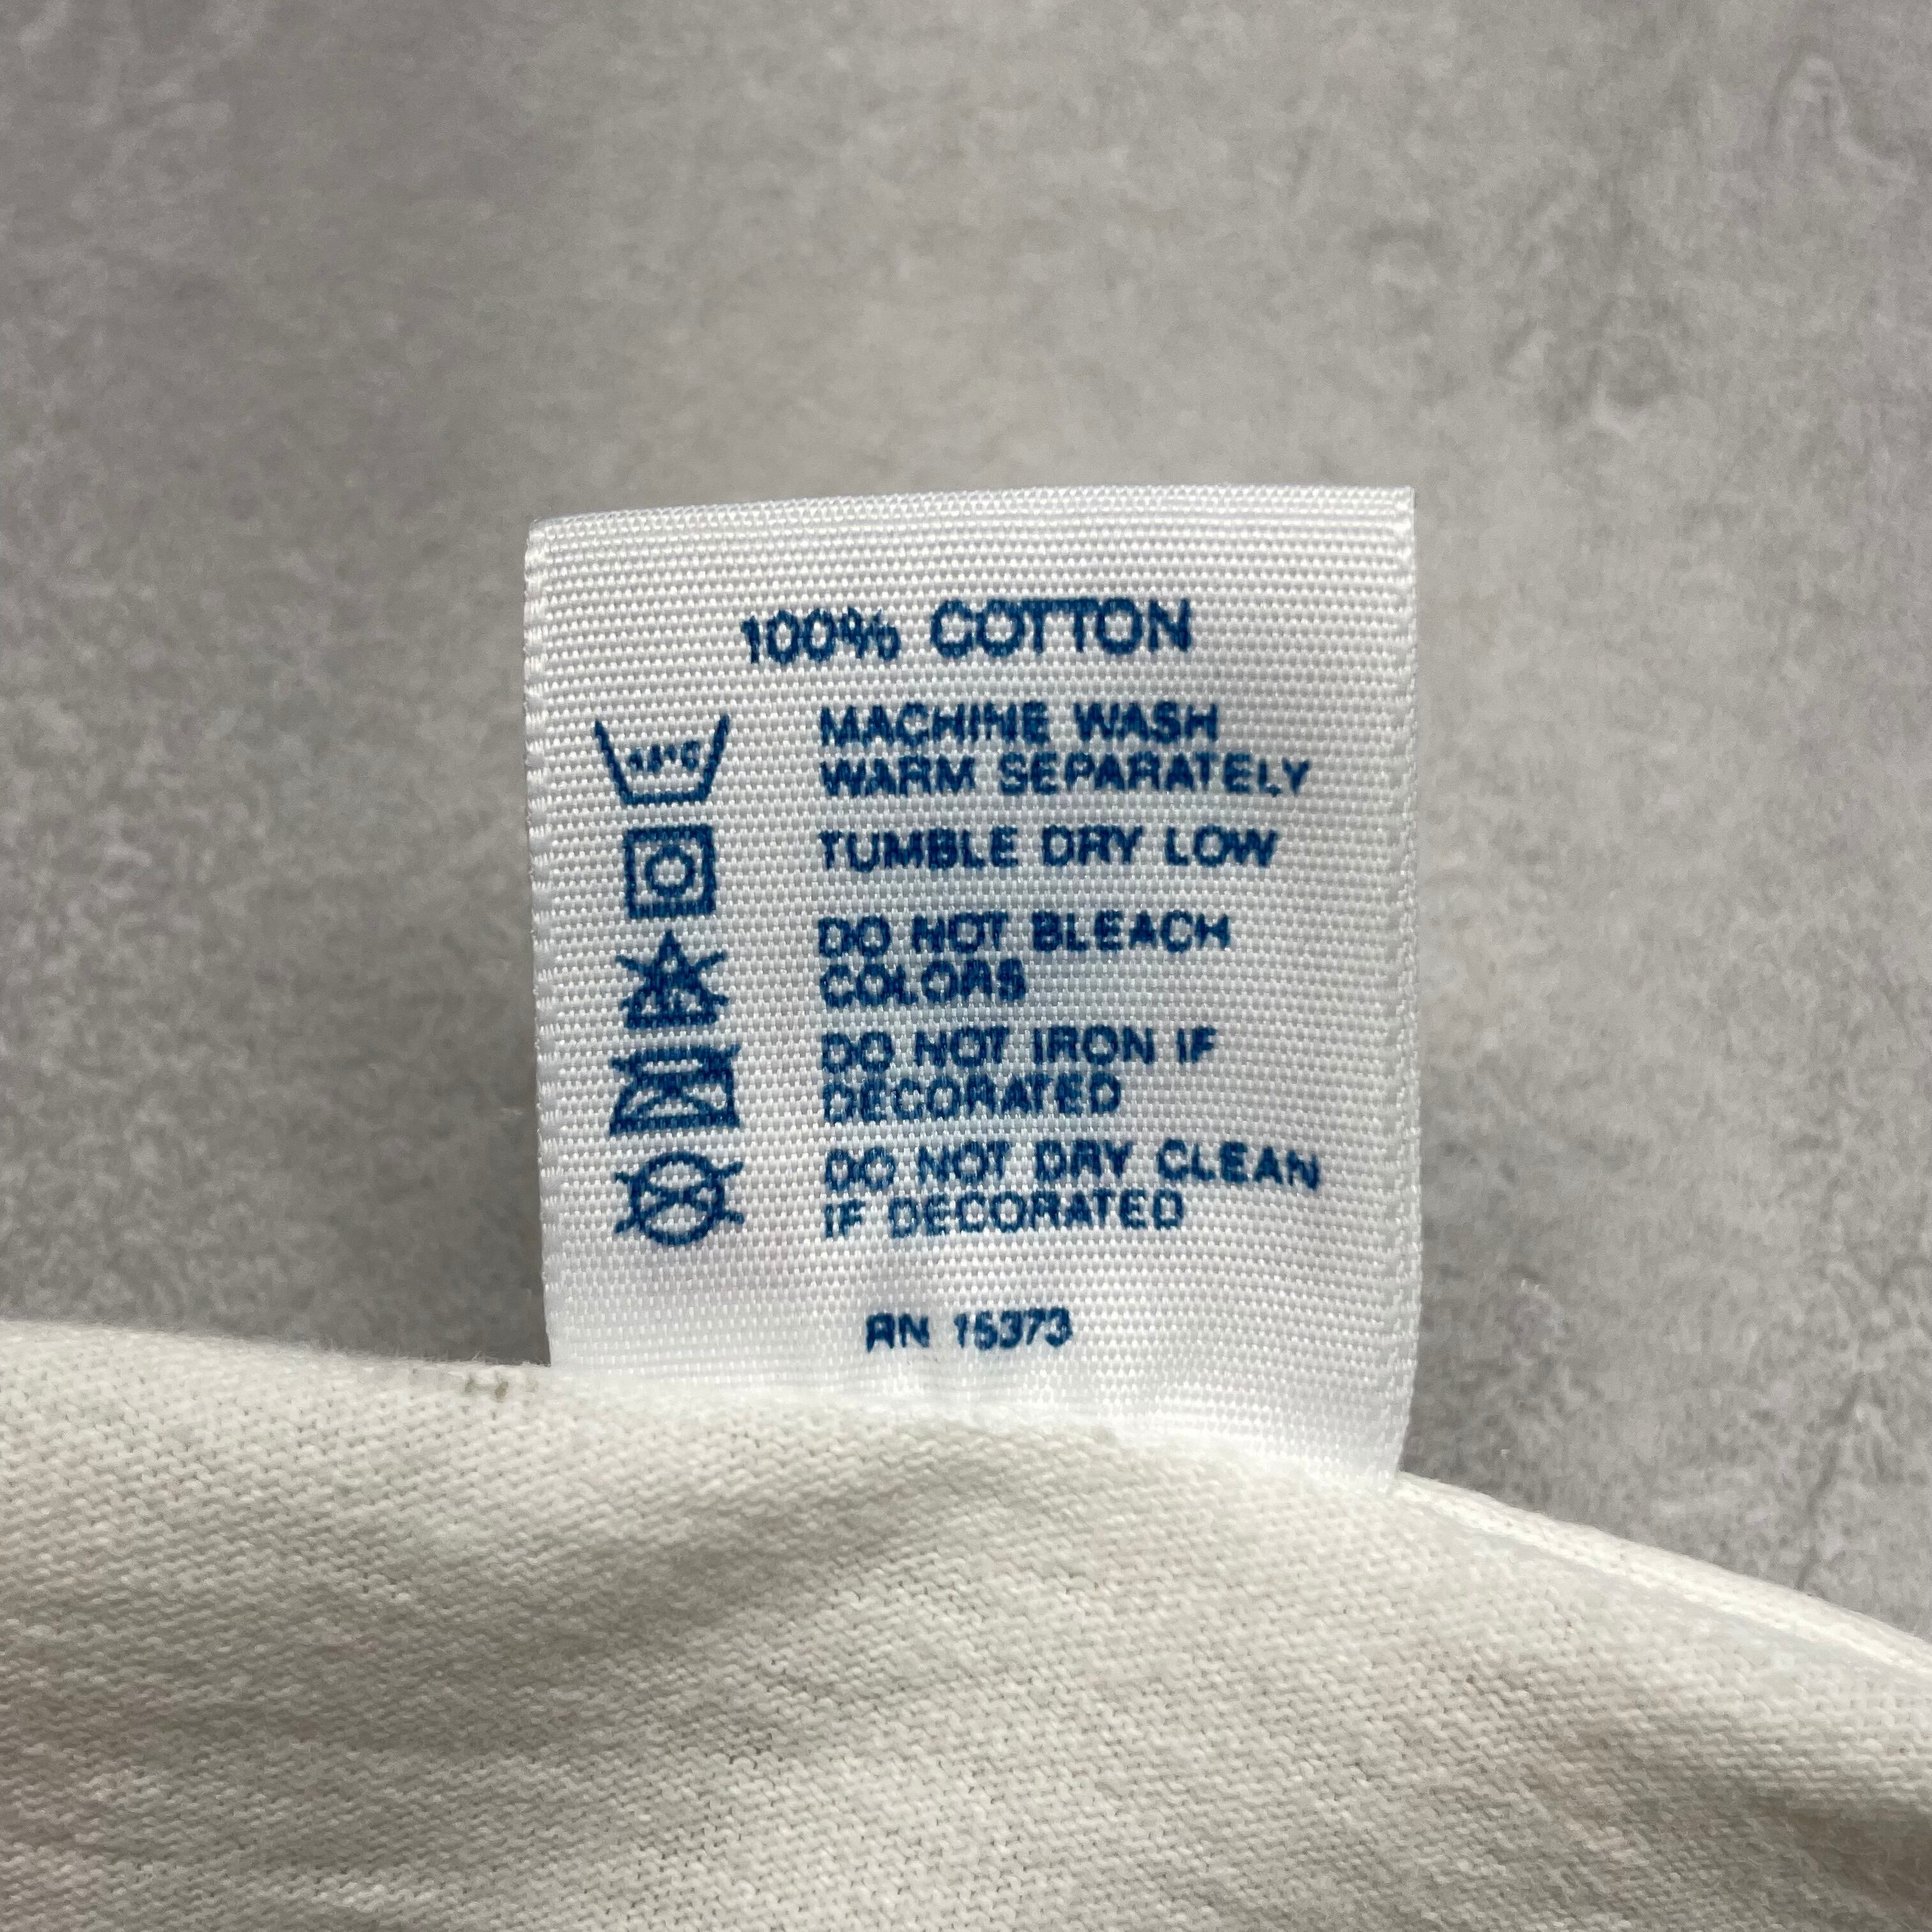 100% COTTON
MACHINE WASH
WARM SEPARATELY
TUMBLE DRY LOW
DO NOT BLEACH
COLORS
DO NOT IRON IF
DECORATED
DO NOT DRY CLEAN
IF DECORATED
RN 15373